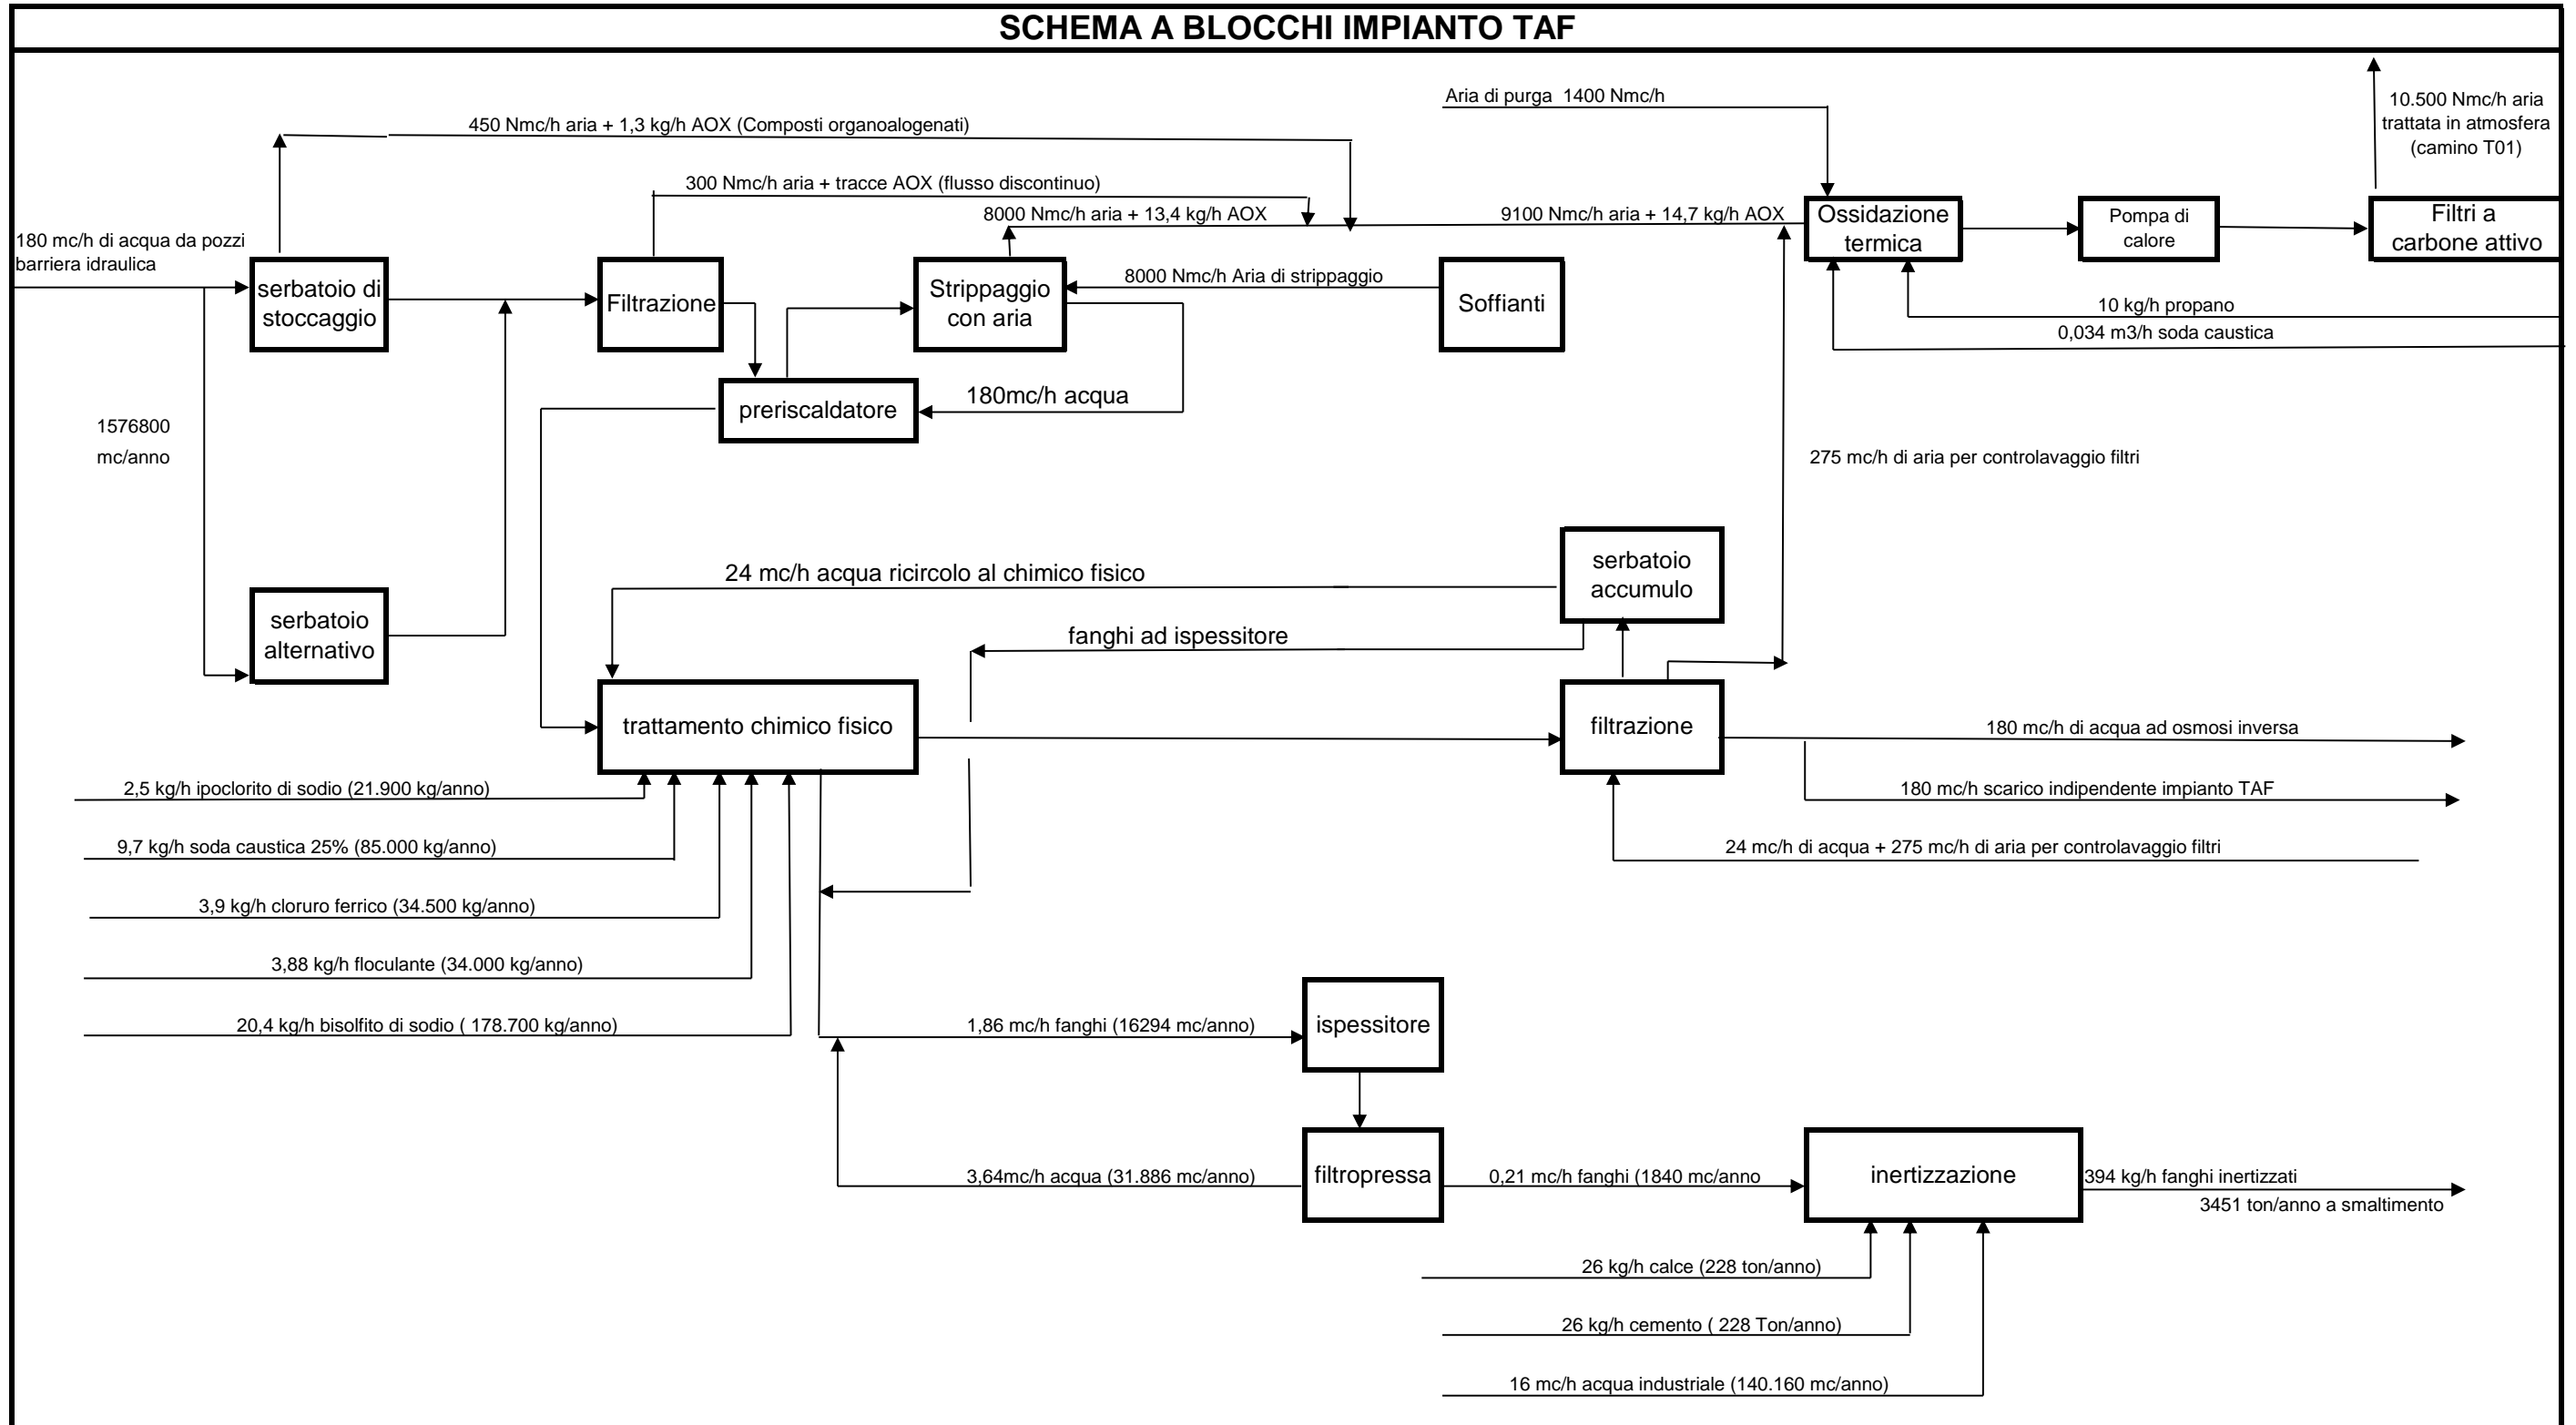 SCHEMA A BLOCCHI IMPIANTO TAF
Aria di purga 1400 Nmc/h
10.500 Nmc/h aria
trattata in atmosfera
(camino T01)
450 Nmc/h aria + 1,3 kg/h AOX (Composti organoalogenati)
300 Nmc/h aria + tracce AOX (flusso discontinuo)
8000 Nmc/h aria + 13,4 kg/h AOX
9100 Nmc/h aria + 14,7 kg/h AOX
Ossidazione
termica
Pompa di
calore
Filtri a
carbone attivo
180 mc/h di acqua da pozzi
barriera idraulica
serbatoio di
stoccaggio
Filtrazione
Strippaggio
con aria
8000 Nmc/h Aria di strippaggio
Soffianti
10 kg/h propano
0,034 m3/h soda caustica
preriscaldatore
180mc/h acqua
1576800
mc/anno
275 mc/h di aria per controlavaggio filtri
serbatoio
accumulo
24 mc/h acqua ricircolo al chimico fisico
serbatoio
alternativo
fanghi ad ispessitore
trattamento chimico fisico
filtrazione
180 mc/h di acqua ad osmosi inversa
2,5 kg/h ipoclorito di sodio (21.900 kg/anno)
180 mc/h scarico indipendente impianto TAF
9,7 kg/h soda caustica 25% (85.000 kg/anno)
24 mc/h di acqua + 275 mc/h di aria per controlavaggio filtri
3,9 kg/h cloruro ferrico (34.500 kg/anno)
3,88 kg/h floculante (34.000 kg/anno)
20,4 kg/h bisolfito di sodio ( 178.700 kg/anno)
1,86 mc/h fanghi (16294 mc/anno)
ispessitore
3,64mc/h acqua (31.886 mc/anno)
filtropressa
0,21 mc/h fanghi (1840 mc/anno
inertizzazione
394 kg/h fanghi inertizzati
3451 ton/anno a smaltimento
26 kg/h calce (228 ton/anno)
26 kg/h cemento ( 228 Ton/anno)
16 mc/h acqua industriale (140.160 mc/anno)